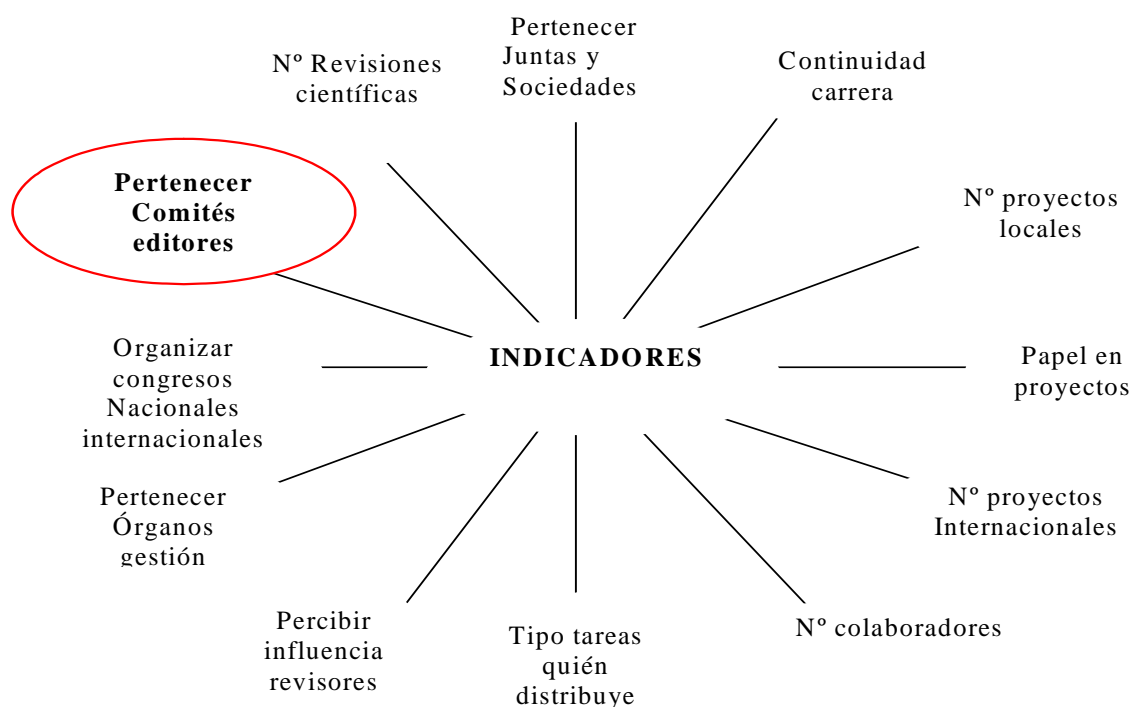 Pertenecer
Juntas y
Sociedades
Nº Revisiones
científicas
Continuidad
carrera
Pertenecer
Comités
editores
Nº proyectos
locales
INDICADORES
Organizar
congresos
Nacionales
internacionales
Papel en
proyectos
Pertenecer
Órganos
gestión
Nº proyectos
Internacionales
Percibir
influencia
revisores
Tipo tareas
quién
distribuye
Nº colaboradores